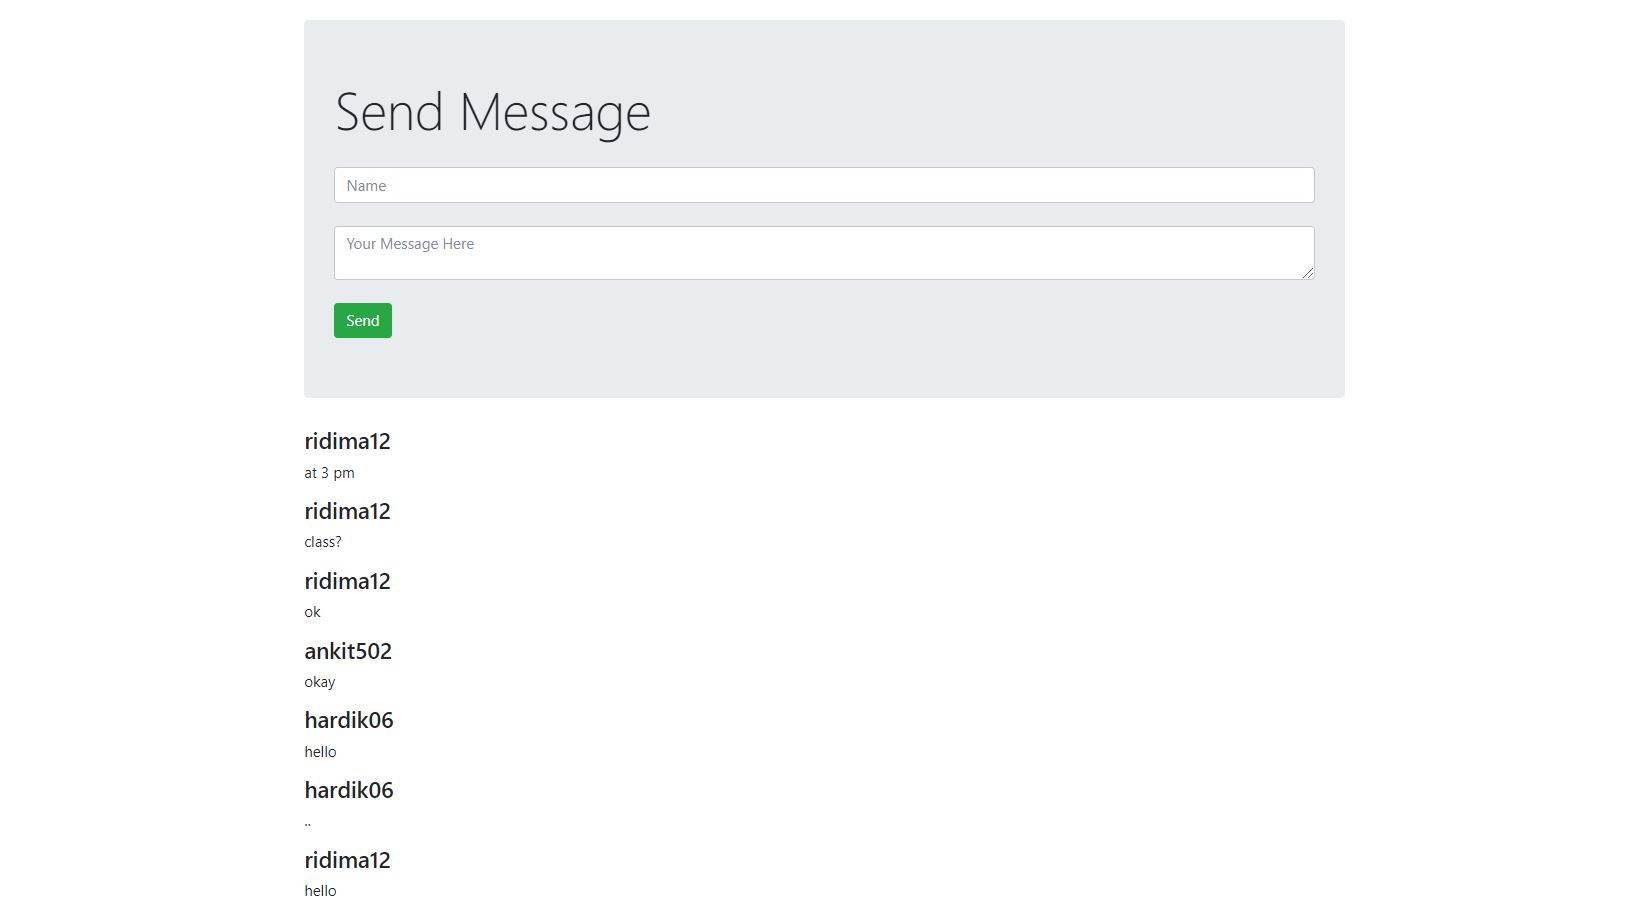 Send Message
Name
Your Message Here
Send
ridima12
at 3 pm
ridima12
class?
ridima12
ok
ankit502
okay
hardik06
hello
hardik06
..
ridima12
hello